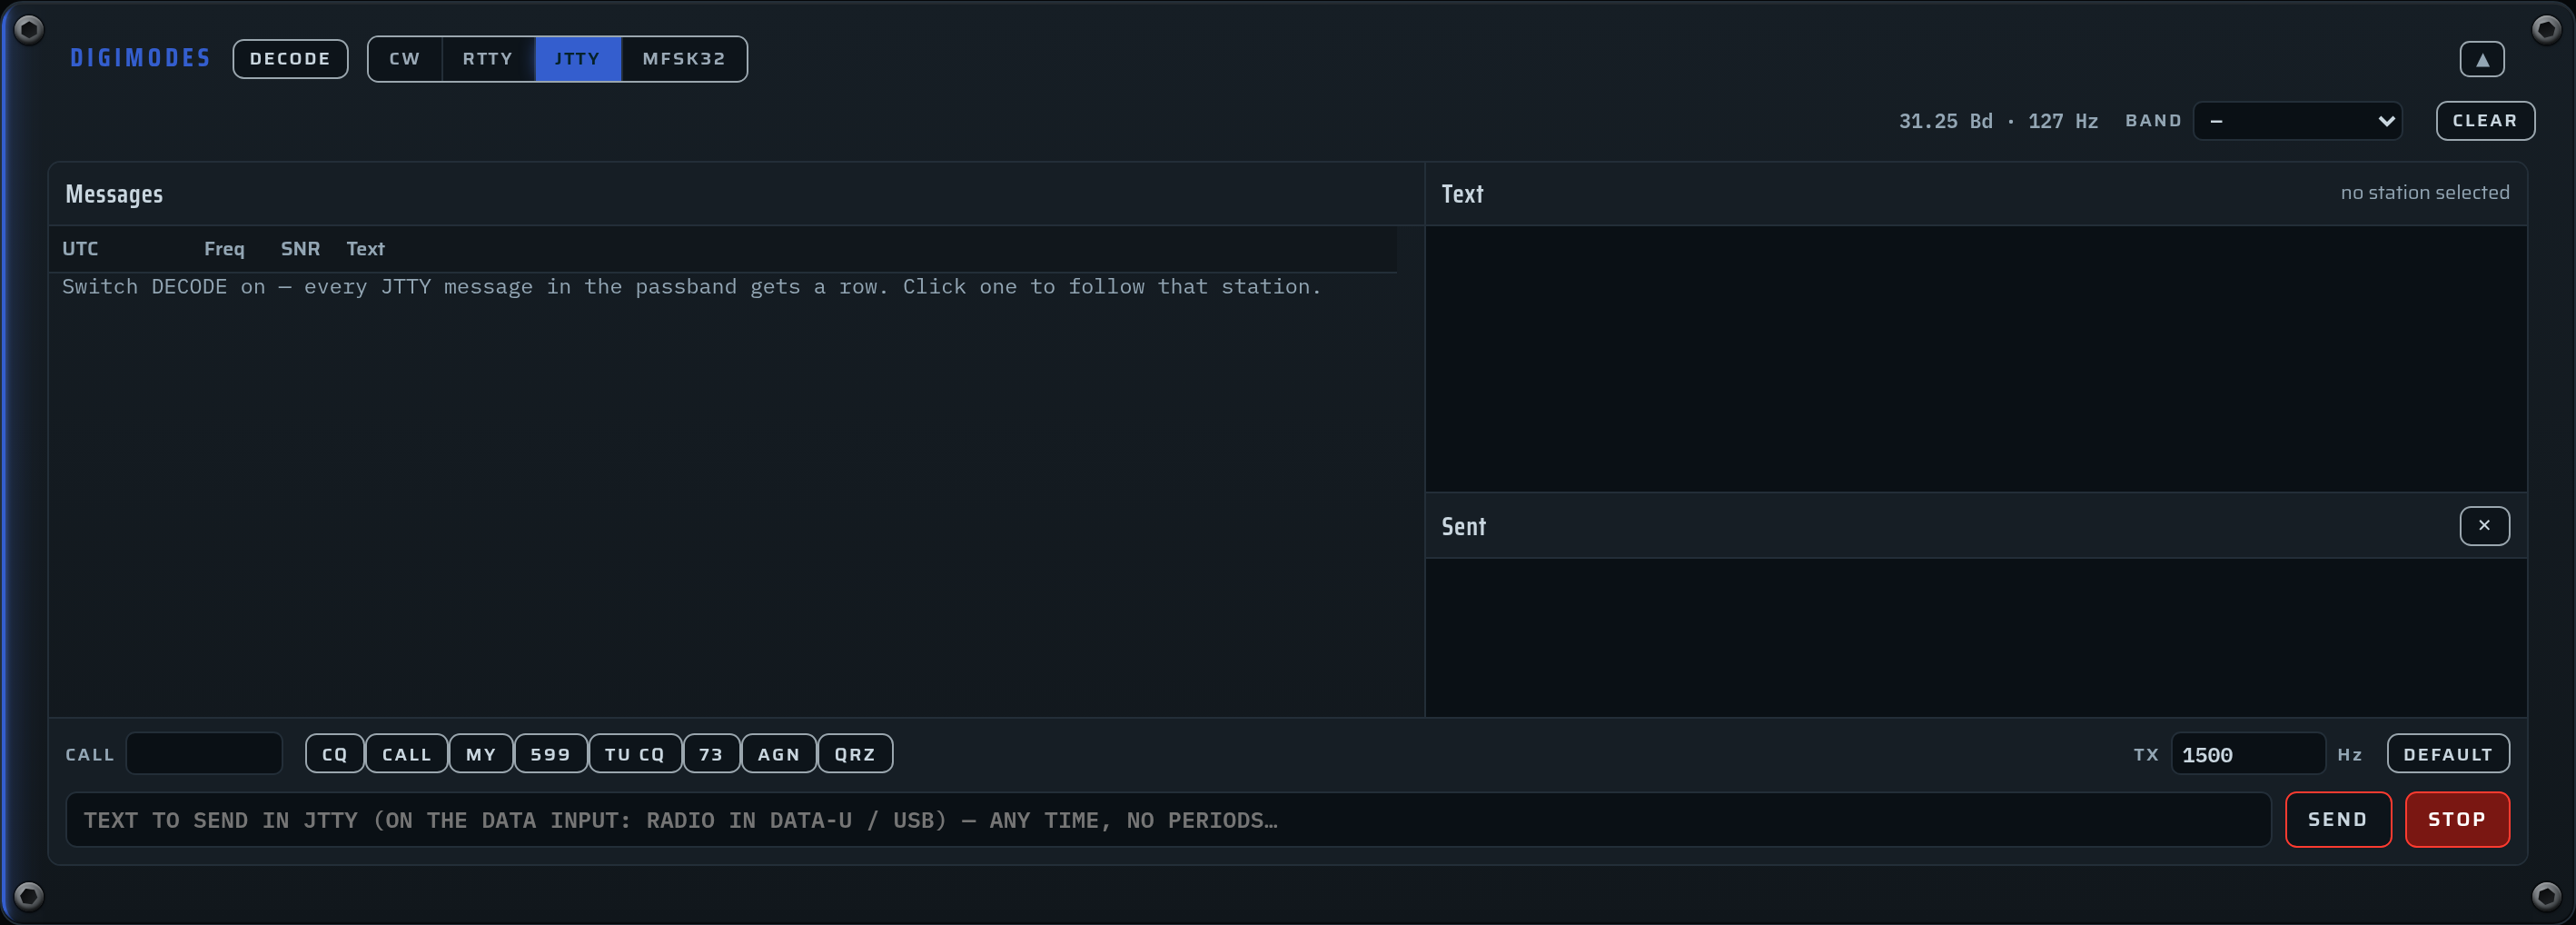 DIGIMODES DECODE CW RTTY JTTY MFSK32 ▲
31.25 Bd · 127 Hz BAND — CLEAR
Messages
UTC Freq SNR Text
Switch DECODE on — every JTTY message in the passband gets a row. Click one to follow that station.
Text no station selected
Sent ×
CALL CQ CALL MY 599 TU CQ 73 AGN QRZ TX 1500 Hz DEFAULT
TEXT TO SEND IN JTTY (ON THE DATA INPUT: RADIO IN DATA-U / USB) — ANY TIME, NO PERIODS… SEND STOP